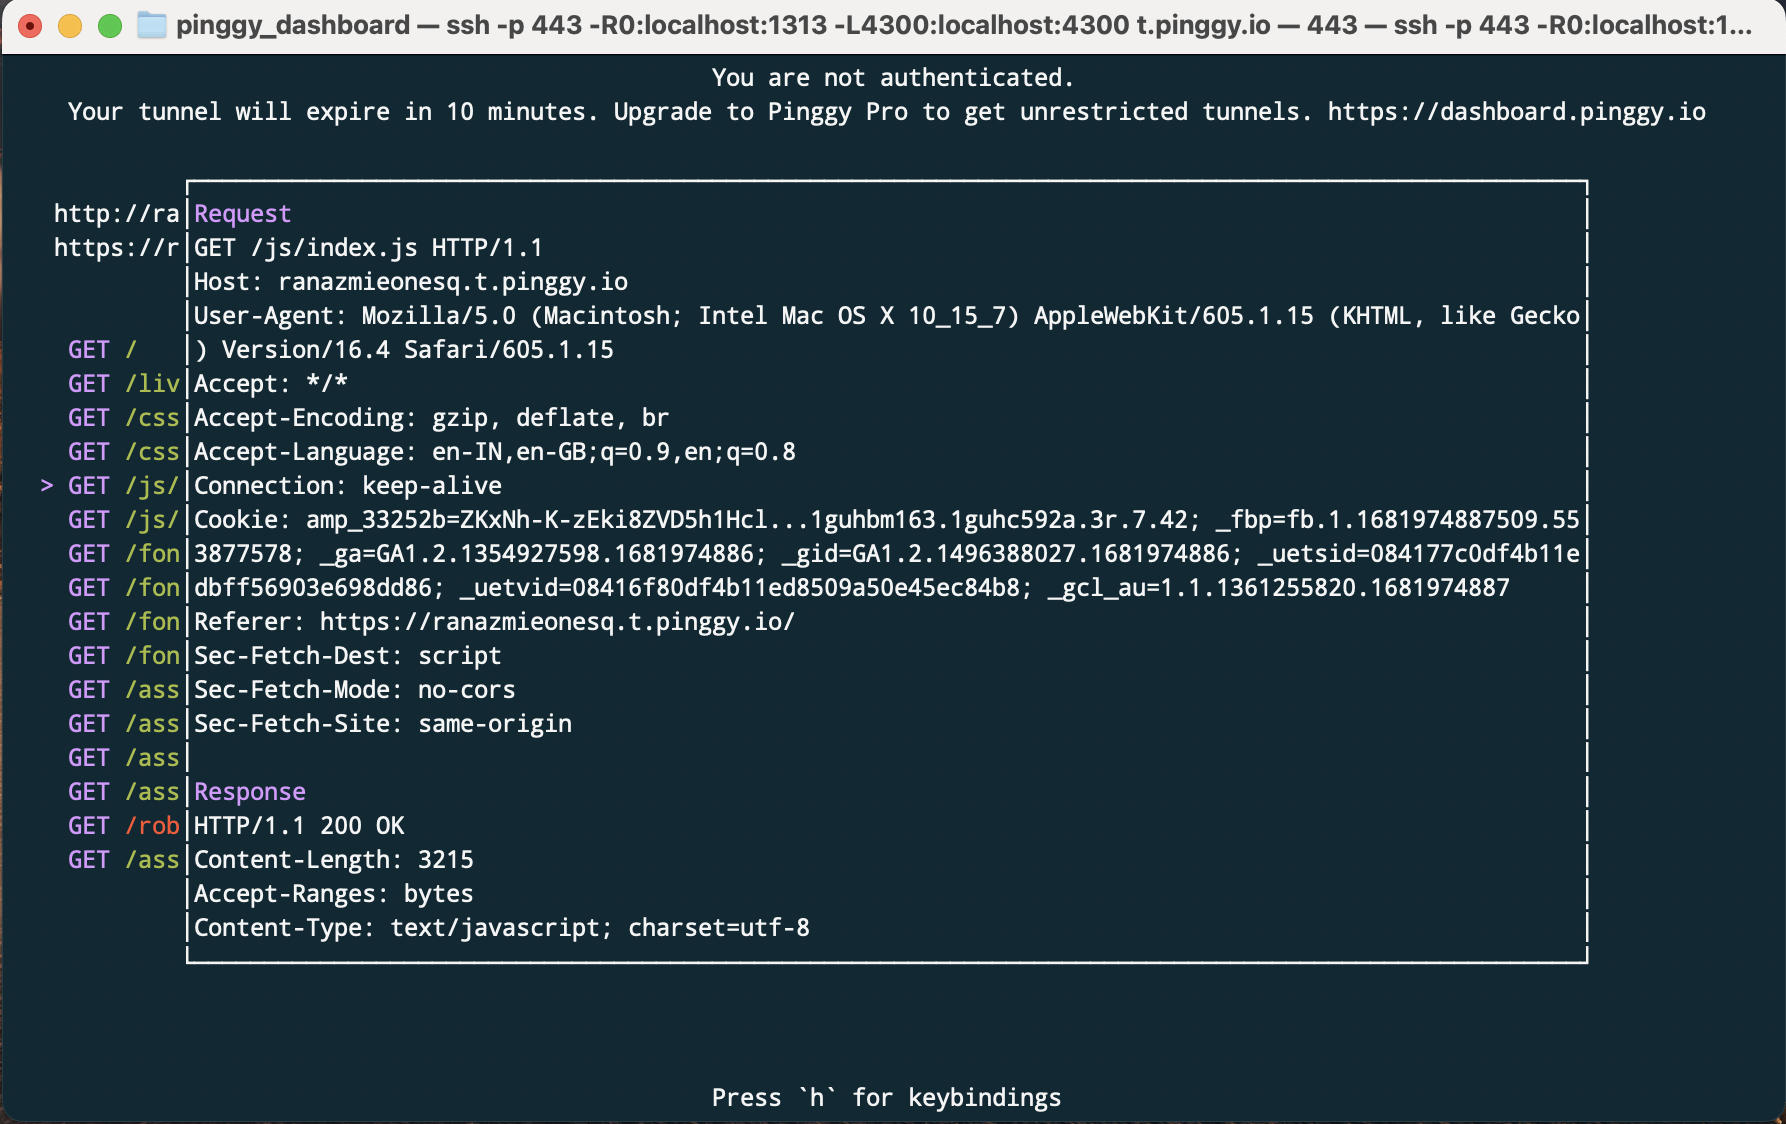 pinggy_dashboard — ssh -p 443 -R0:localhost:1313 -L4300:localhost:4300 t.pinggy.io — 443 — ssh -p 443 -R0:localhost:1...
You are not authenticated.
Your tunnel will expire in 10 minutes. Upgrade to Pinggy Pro to get unrestricted tunnels. https://dashboard.pinggy.io
http://ra Request
https://r GET /js/index.js HTTP/1.1
Host: ranazmieonesq.t.pinggy.io
User-Agent: Mozilla/5.0 (Macintosh; Intel Mac OS X 10_15_7) AppleWebKit/605.1.15 (KHTML, like Gecko
GET / ) Version/16.4 Safari/605.1.15
GET /liv Accept: */*
GET /css Accept-Encoding: gzip, deflate, br
GET /css Accept-Language: en-IN,en-GB;q=0.9,en;q=0.8
> GET /js/ Connection: keep-alive
GET /js/ Cookie: amp_33252b=ZKxNh-K-zEki8ZVD5h1Hcl...1guhbm163.1guhc592a.3r.7.42; _fbp=fb.1.1681974887509.55
GET /fon 3877578; _ga=GA1.2.1354927598.1681974886; _gid=GA1.2.1496388027.1681974886; _uetsid=084177c0df4b11e
GET /fon dbff56903e698dd86; _uetvid=08416f80df4b11ed8509a50e45ec84b8; _gcl_au=1.1.1361255820.1681974887
GET /fon Referer: https://ranazmieonesq.t.pinggy.io/
GET /fon Sec-Fetch-Dest: script
GET /ass Sec-Fetch-Mode: no-cors
GET /ass Sec-Fetch-Site: same-origin
GET /ass
GET /ass Response
GET /rob HTTP/1.1 200 OK
GET /ass Content-Length: 3215
Accept-Ranges: bytes
Content-Type: text/javascript; charset=utf-8
Press `h` for keybindings